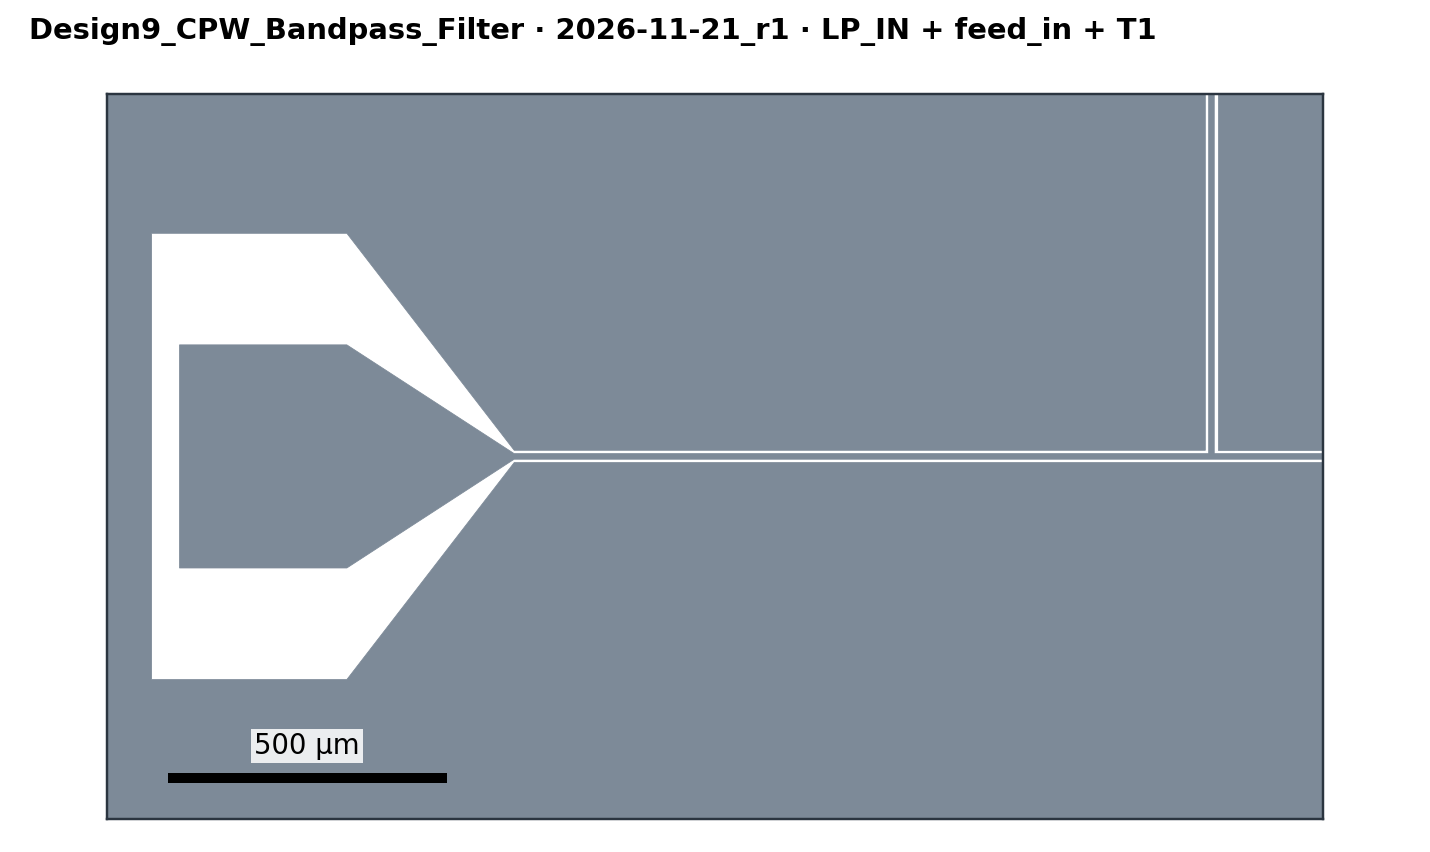 Design9_CPW_Bandpass_Filter · 2026-11-21_r1 · LP_IN + feed_in + T1
500 µm